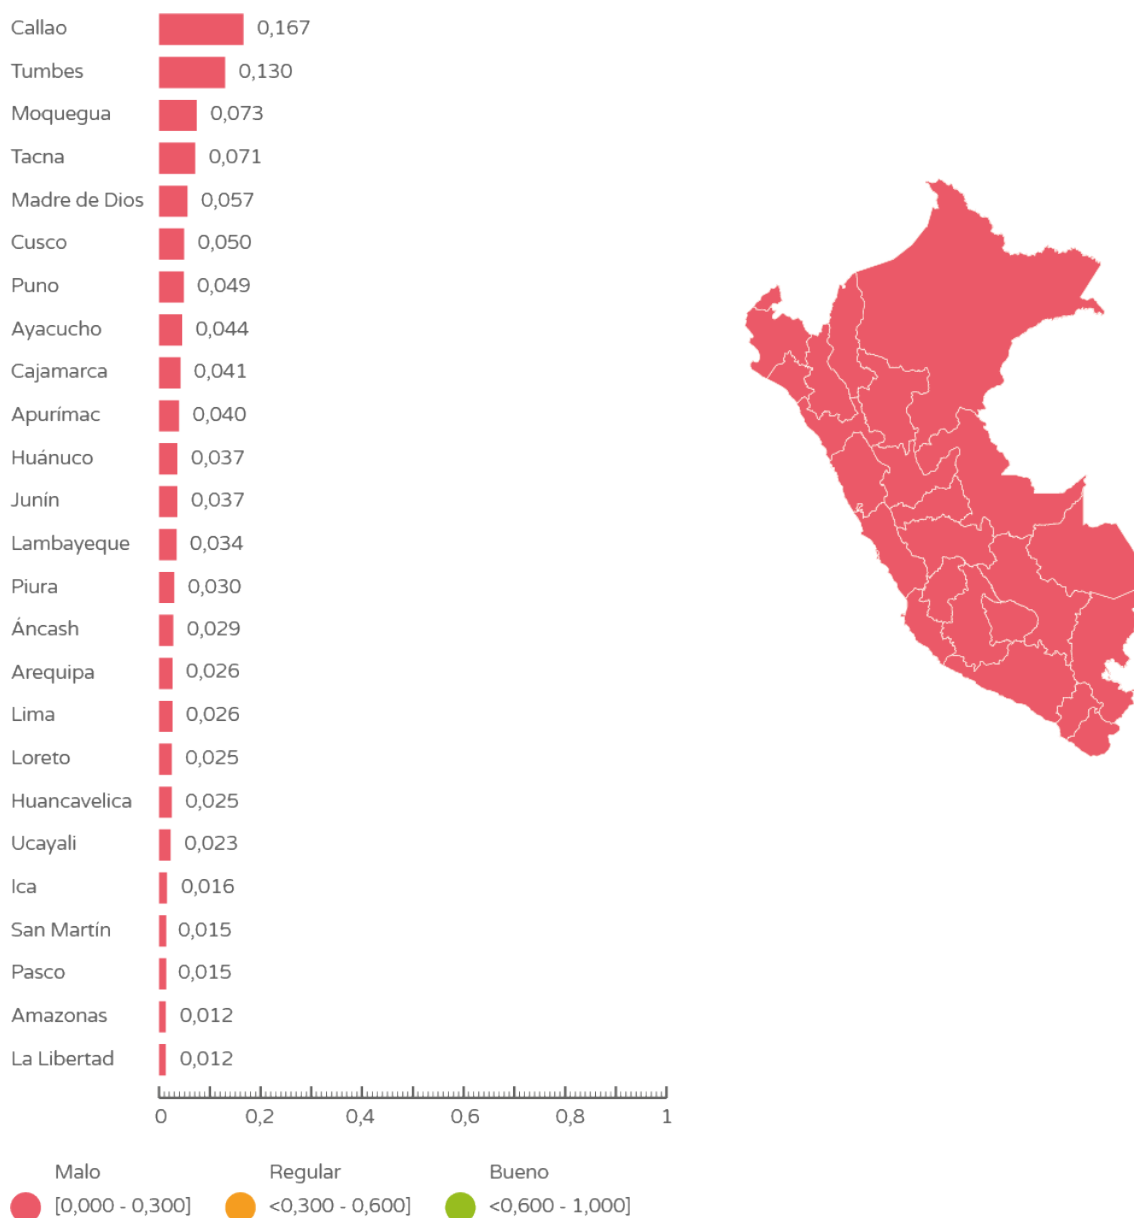 Callao 0,167
Tumbes 0,130
Moquegua 0,073
Tacna 0,071
Madre de Dios 0,057
Cusco 0,050
Puno 0,049
Ayacucho 0,044
Cajamarca 0,041
Apurímac 0,040
Huánuco 0,037
Junín 0,037
Lambayeque 0,034
Piura 0,030
Áncash 0,029
Arequipa 0,026
Lima 0,026
Loreto 0,025
Huancavelica 0,025
Ucayali 0,023
Ica 0,016
San Martín 0,015
Pasco 0,015
Amazonas 0,012
La Libertad 0,012
0 0,2 0,4 0,6 0,8 1
Malo Regular Bueno
[0,000 - 0,300] <0,300 - 0,600] <0,600 - 1,000]